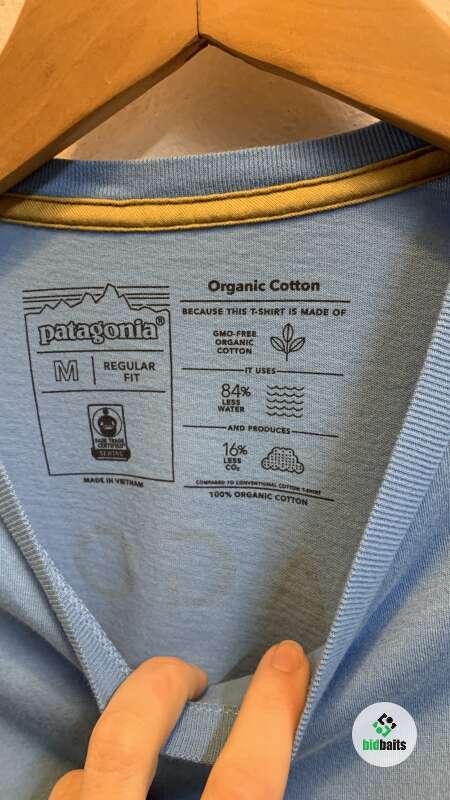 patagonia®
M
REGULAR
FIT
FAIR TRADE
CERTIFIED
SEWING
MADE IN VIETNAM
Organic Cotton
BECAUSE THIS T-SHIRT IS MADE OF
GMO-FREE
ORGANIC
COTTON
IT USES
84%
LESS
WATER
AND PRODUCES
16%
LESS
CO₂
COMPARED TO CONVENTIONAL COTTON T-SHIRT
100% ORGANIC COTTON
bidbaits